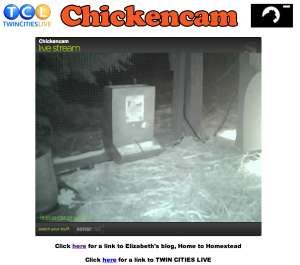 TCL
TWINCITIESLIVE
Chickencam
Chickencam
live stream
watch your stuff
Click here for a link to Elizabeth's blog, Home to Homestead
Click here for a link to TWIN CITIES LIVE